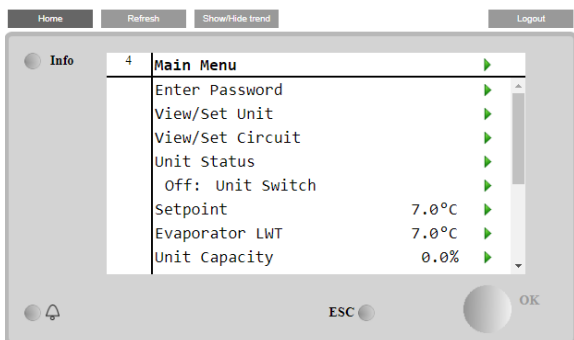 Home Refresh Show/Hide trend Logout
Info 4 Main Menu
Enter Password
View/Set Unit
View/Set Circuit
Unit Status
Off: Unit Switch
Setpoint 7.0°C
Evaporator LWT 7.0°C
Unit Capacity 0.0%
ESC OK